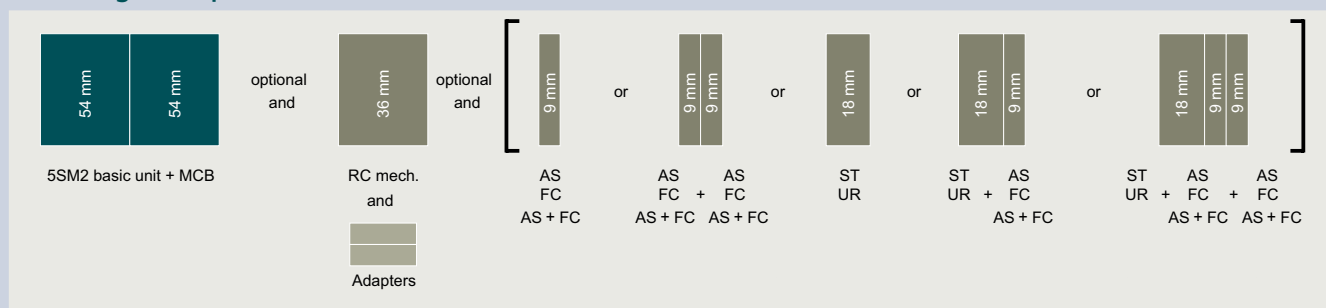 54 mm
54 mm
optional
and
36 mm
optional
and
9 mm
or
9 mm
9 mm
or
18 mm
or
18 mm
9 mm
or
18 mm
9 mm
9 mm
5SM2 basic unit + MCB
RC mech.
and
Adapters
AS
FC
AS + FC
AS AS
FC + FC
AS + FC AS + FC
ST
UR
ST AS
UR + FC
AS + FC
ST AS AS
UR + FC + FC
AS + FC AS + FC